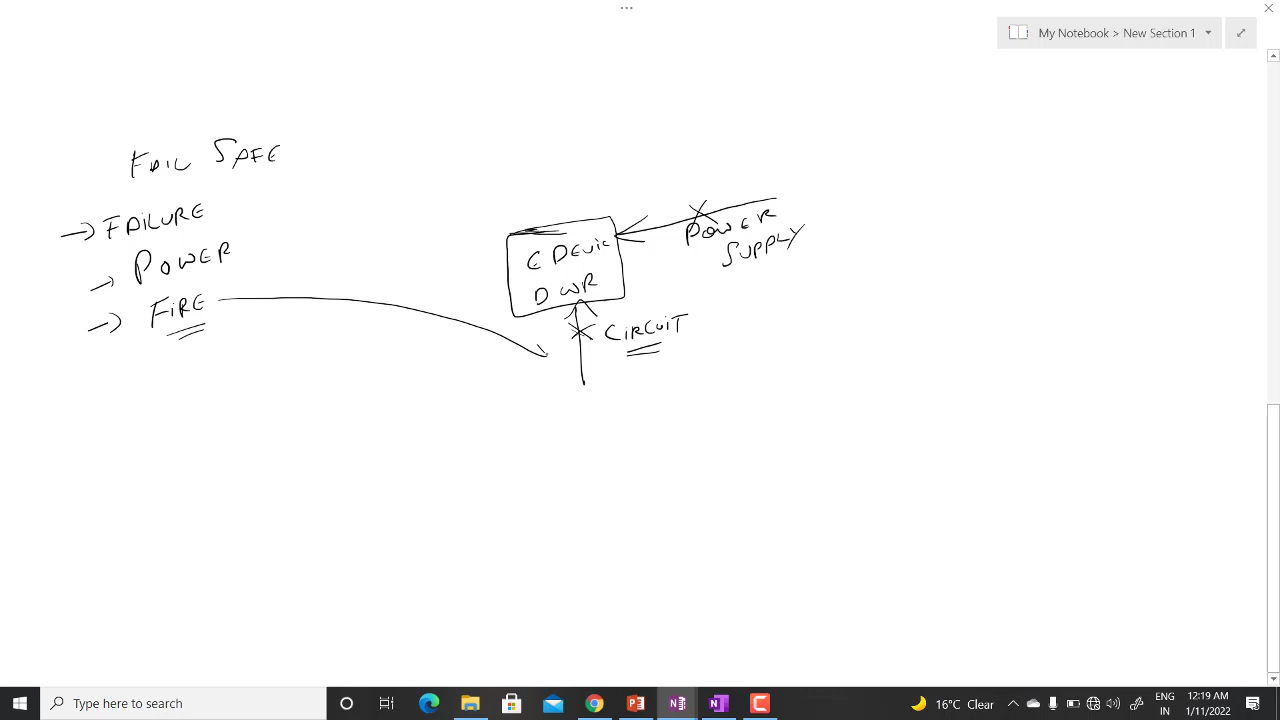 My Notebook > New Section 1
FAIL SAFE
→ FAILURE
→ POWER
→ FIRE
E DEvic
D WR
POWER
SUPPLY
CIRCUIT
Type here to search
16°C Clear
ENG
IN
12:19 AM
1/11/2022